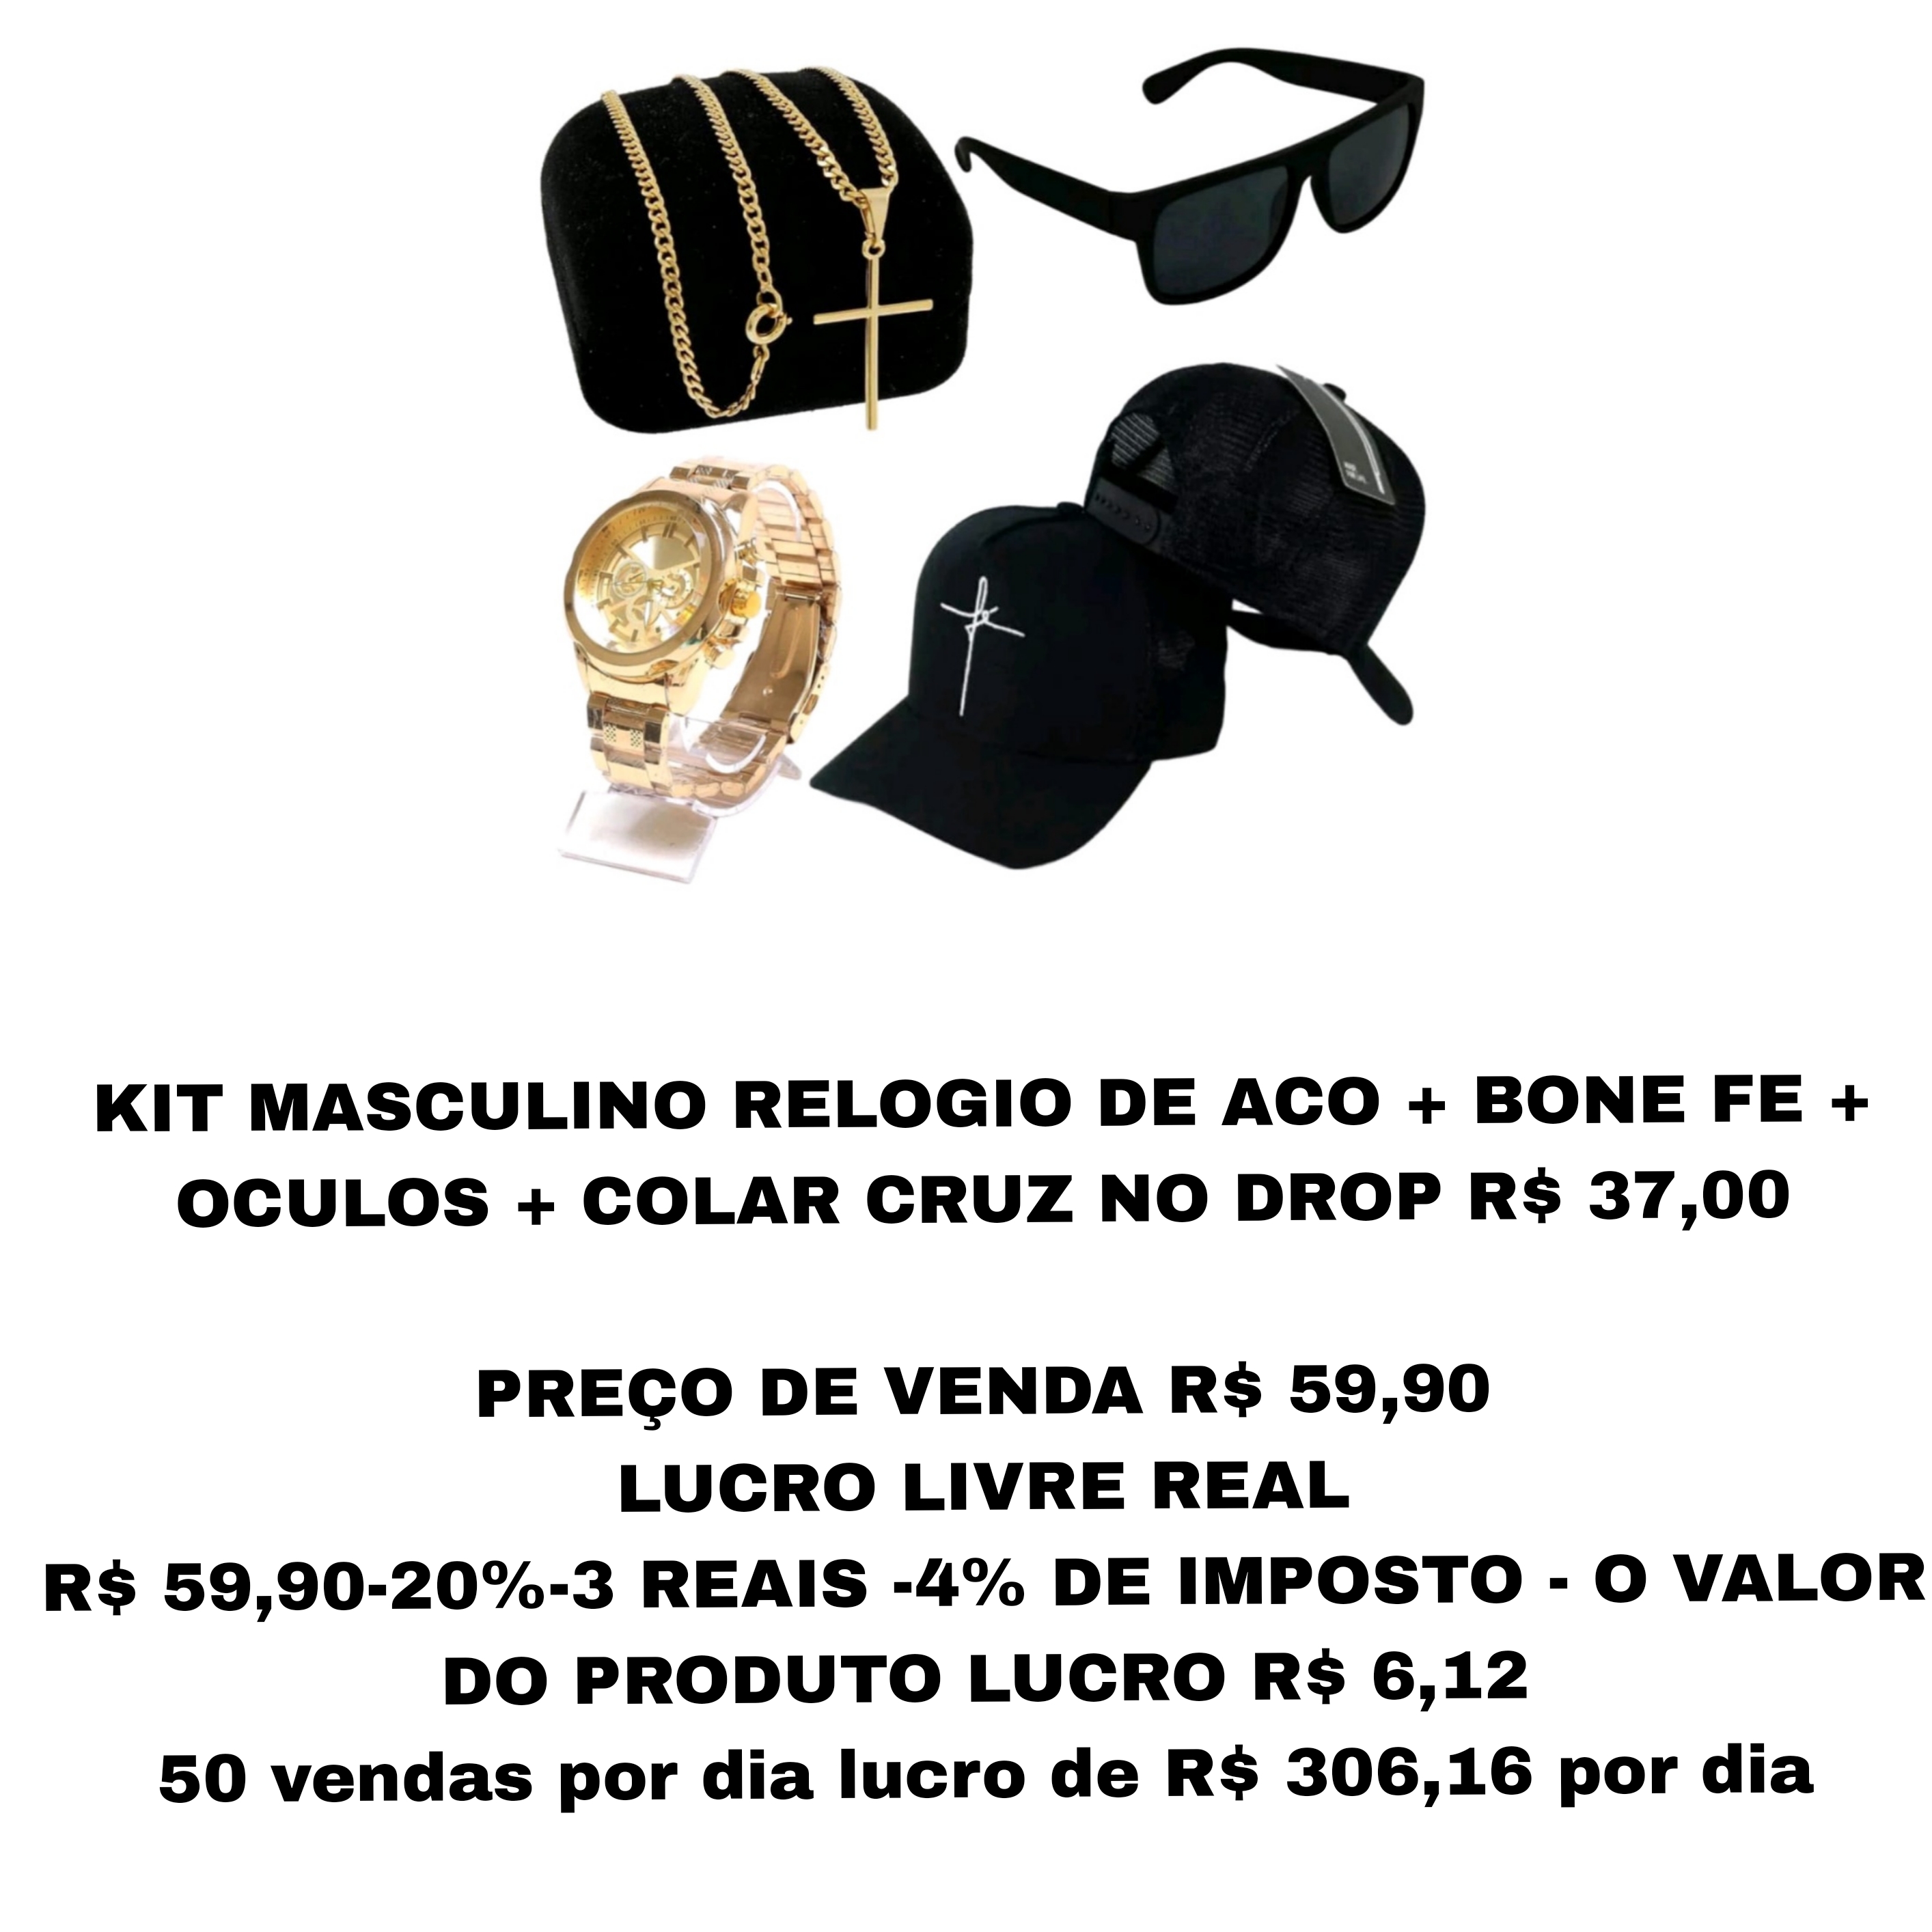 KIT MASCULINO RELOGIO DE ACO + BONE FE +
OCULOS + COLAR CRUZ NO DROP R$ 37,00
PREÇO DE VENDA R$ 59,90
LUCRO LIVRE REAL
R$ 59,90-20%-3 REAIS -4% DE IMPOSTO - O VALOR
DO PRODUTO LUCRO R$ 6,12
50 vendas por dia lucro de R$ 306,16 por dia